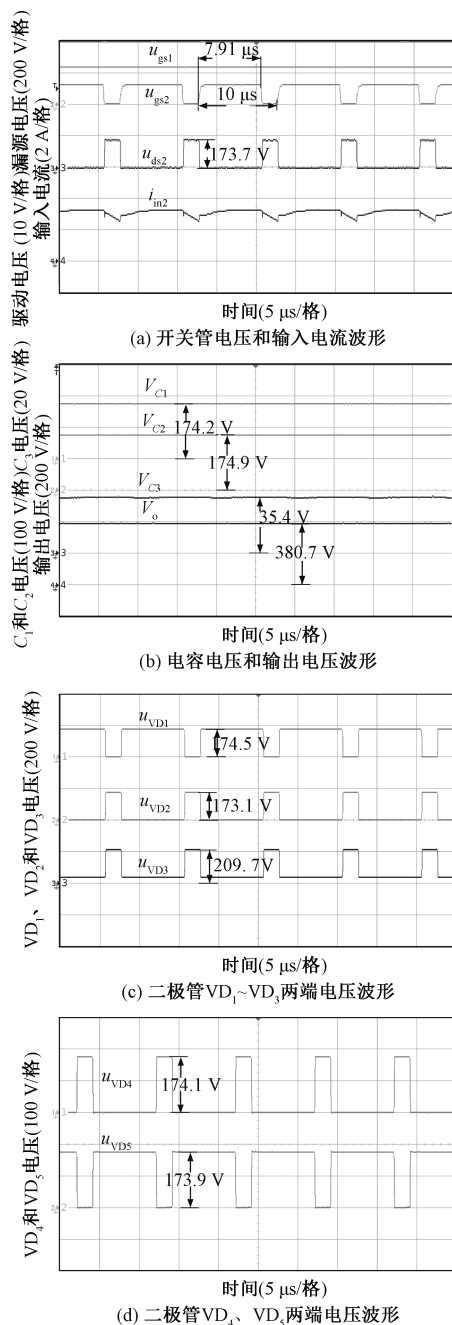 驱动电压 (10 V/格)漏源电压(200 V/格)
输入电流(2 A/格)
u_gs1
7.91 μs
u_gs2
10 μs
u_ds2
173.7 V
i_in2
时间(5 μs/格)
(a) 开关管电压和输入电流波形
C₁和C₂电压(100 V/格)C₃电压(20 V/格)
输出电压(200 V/格)
V_C1
V_C2
174.2 V
174.9 V
V_C3
V_o
35.4 V
380.7 V
时间(5 μs/格)
(b) 电容电压和输出电压波形
VD₁、VD₂和VD₃电压(200 V/格)
u_VD1
174.5 V
u_VD2
173.1 V
u_VD3
209.7V
时间(5 μs/格)
(c) 二极管VD₁~VD₃两端电压波形
VD₄和VD₅电压(100 V/格)
u_VD4
174.1 V
u_VD5
173.9 V
时间(5 μs/格)
(d) 二极管VD₄、VD₅两端电压波形